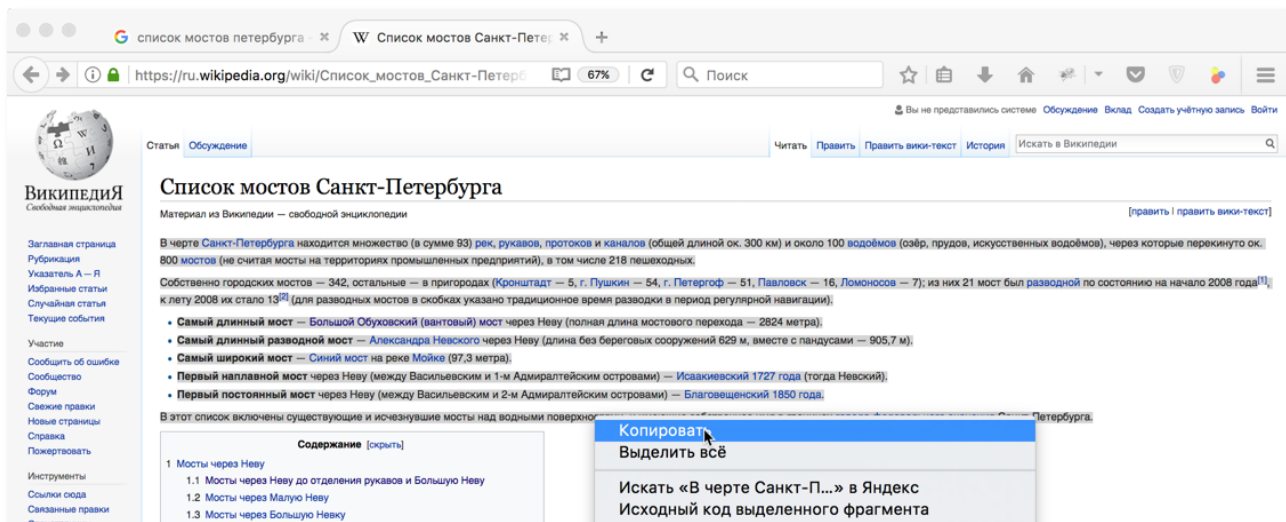 список мостов петербурга -
Список мостов Санкт-Петер
https://ru.wikipedia.org/wiki/Список_мостов_Санкт-Петерб
67%
Поиск
Вы не представились системе Обсуждение Вклад Создать учётную запись Войти
Статья Обсуждение
Читать Править Править вики-текст История Искать в Википедии
ВикипедиЯ
Свободная энциклопедия
Список мостов Санкт-Петербурга
Материал из Википедии — свободной энциклопедии
[править | править вики-текст]
Заглавная страница
Рубрикация
Указатель А — Я
Избранные статьи
Случайная статья
Текущие события
Участие
Сообщить об ошибке
Сообщество
Форум
Свежие правки
Новые страницы
Справка
Пожертвовать
Инструменты
Ссылки сюда
Связанные правки
В черте Санкт-Петербурга находится множество (в сумме 93) рек, рукавов, протоков и каналов (общей длиной ок. 300 км) и около 100 водоёмов (озёр, прудов, искусственных водоёмов), через которые перекинуто ок.
800 мостов (не считая мосты на территориях промышленных предприятий), в том числе 218 пешеходных.
Собственно городских мостов — 342, остальные — в пригородах (Кронштадт — 5, г. Пушкин — 54, г. Петергоф — 51, Павловск — 16, Ломоносов — 7); из них 21 мост был разводной по состоянию на начало 2008 года[1],
к лету 2008 их стало 13[2] (для разводных мостов в скобках указано традиционное время разводки в период регулярной навигации).
• Самый длинный мост — Большой Обуховский (вантовый) мост через Неву (полная длина мостового перехода — 2824 метра).
• Самый длинный разводной мост — Александра Невского через Неву (длина без береговых сооружений 629 м, вместе с пандусами — 905,7 м).
• Самый широкий мост — Синий мост на реке Мойке (97,3 метра).
• Первый наплавной мост через Неву (между Васильевским и 1-м Адмиралтейским островами) — Исаакиевский 1727 года (тогда Невский).
• Первый постоянный мост через Неву (между Васильевским и 2-м Адмиралтейским островами) — Благовещенский 1850 года.
В этот список включены существующие и исчезнувшие мосты над водными Петербурга.
Содержание [скрыть]
1 Мосты через Неву
1.1 Мосты через Неву до отделения рукавов и Большую Неву
1.2 Мосты через Малую Неву
1.3 Мосты через Большую Невку
Копировать
Выделить всё
Искать «В черте Санкт-П...» в Яндекс
Исходный код выделенного фрагмента